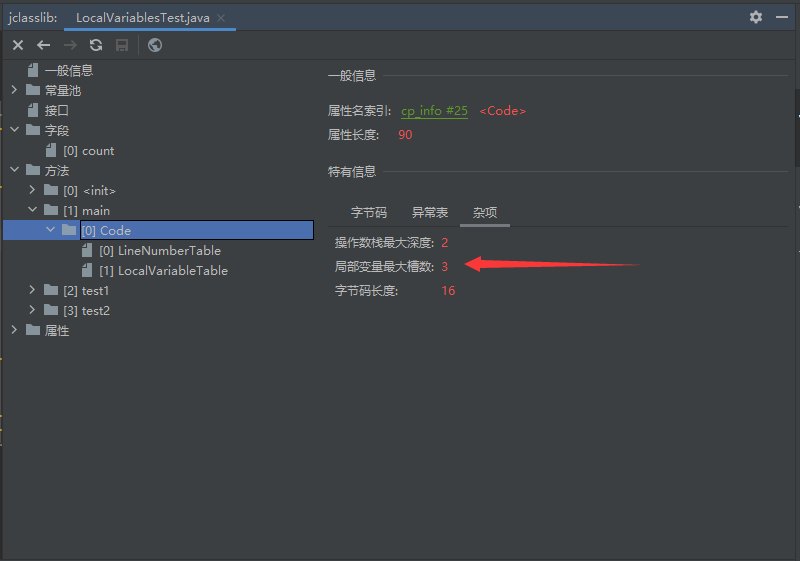 jclasslib: LocalVariablesTest.java
一般信息
常量池
接口
字段
[0] count
方法
[0] <init>
[1] main
[0] Code
[0] LineNumberTable
[1] LocalVariableTable
[2] test1
[3] test2
属性
一般信息
属性名索引: cp_info #25 <Code>
属性长度: 90
特有信息
字节码 异常表 杂项
操作数栈最大深度: 2
局部变量最大槽数: 3
字节码长度: 16